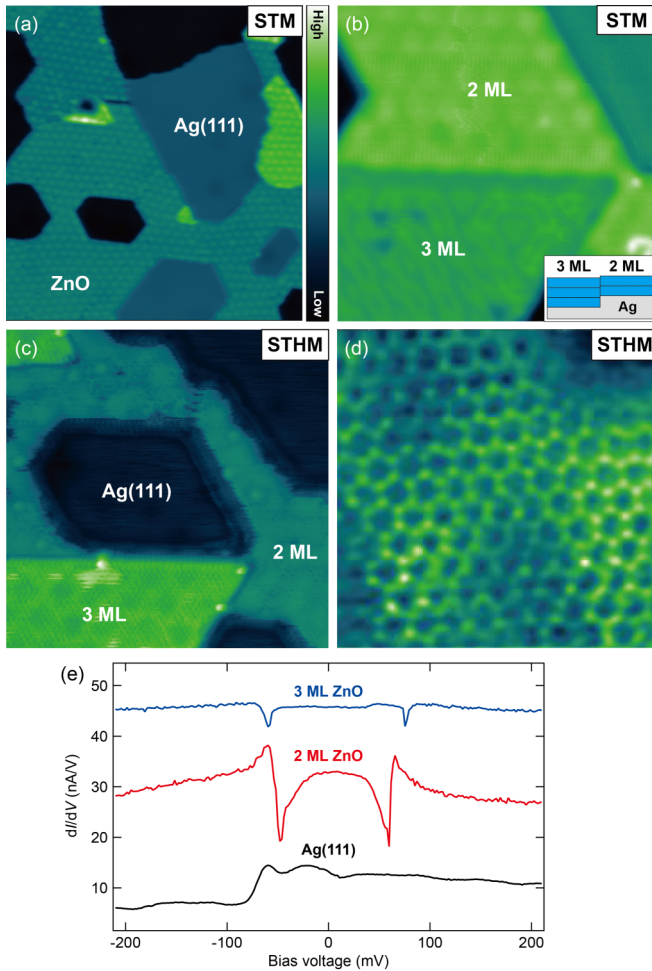 (a)
STM
High
Low
Ag(111)
ZnO
(b)
STM
2 ML
3 ML
3 ML 2 ML
Ag
(c)
STHM
Ag(111)
2 ML
3 ML
(d)
STHM
(e)
50
40
30
20
10
dI/dV (nA/V)
3 ML ZnO
2 ML ZnO
Ag(111)
-200 -100 0 100 200
Bias voltage (mV)